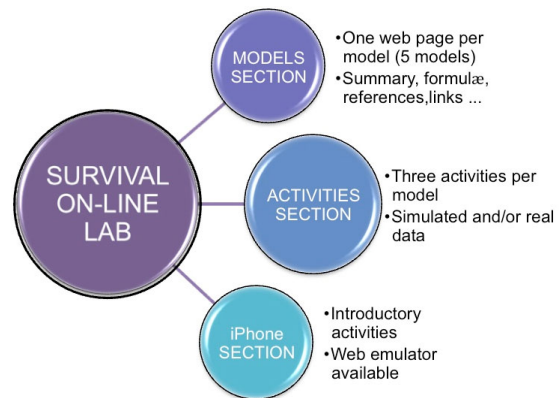 SURVIVAL
ON-LINE
LAB
MODELS
SECTION
•One web page per
model (5 models)
•Summary, formulæ,
references,links ...
ACTIVITIES
SECTION
•Three activities per
model
•Simulated and/or real
data
iPhone
SECTION
•Introductory
activities
•Web emulator
available